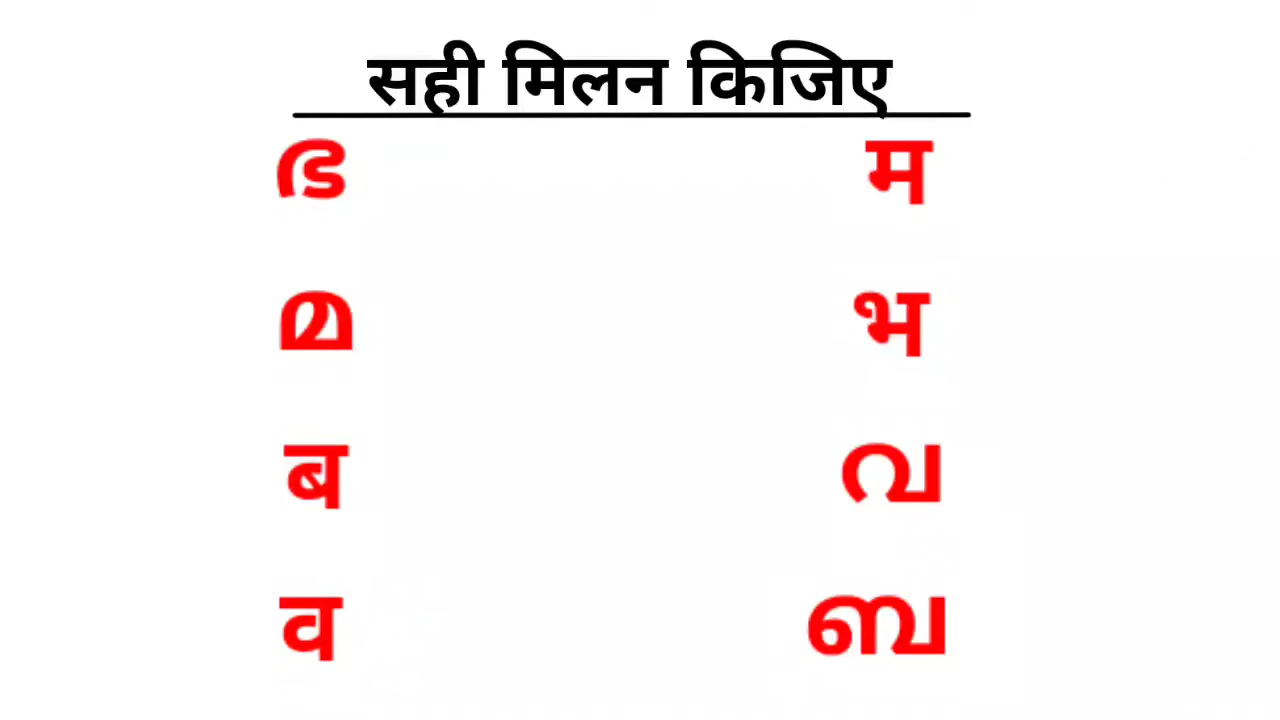 सही मिलन किजिए
ഭ म
മ भ
ब വ
व ബ